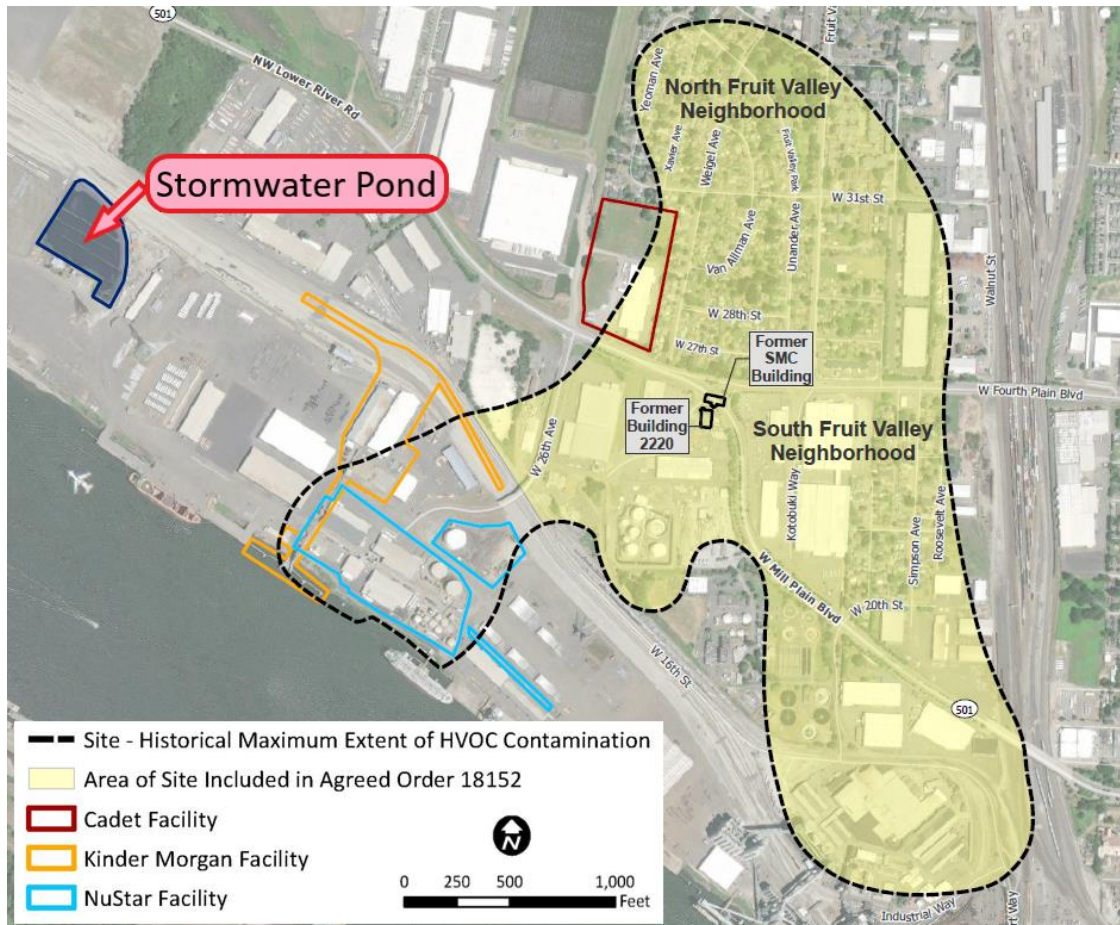 501
NW Lower River Rd
Stormwater Pond
Yeoman Ave
Xavier Ave
Weigel Ave
Fruit Valley Park
North Fruit Valley
Neighborhood
W 31st St
Van Allman Ave
Unander Ave
Walnut St
W 28th St
W 27th St
Former
SMC
Building
W Fourth Plain Blvd
Former
Building
2220
South Fruit Valley
Neighborhood
W 26th Ave
Kotobuki Way
Simpson Ave
Roosevelt Ave
W Mill Plain Blvd
W 20th St
W 16th St
501
Industrial Way
Site - Historical Maximum Extent of HVOC Contamination
Area of Site Included in Agreed Order 18152
Cadet Facility
Kinder Morgan Facility
NuStar Facility
N
0 250 500 1,000
Feet